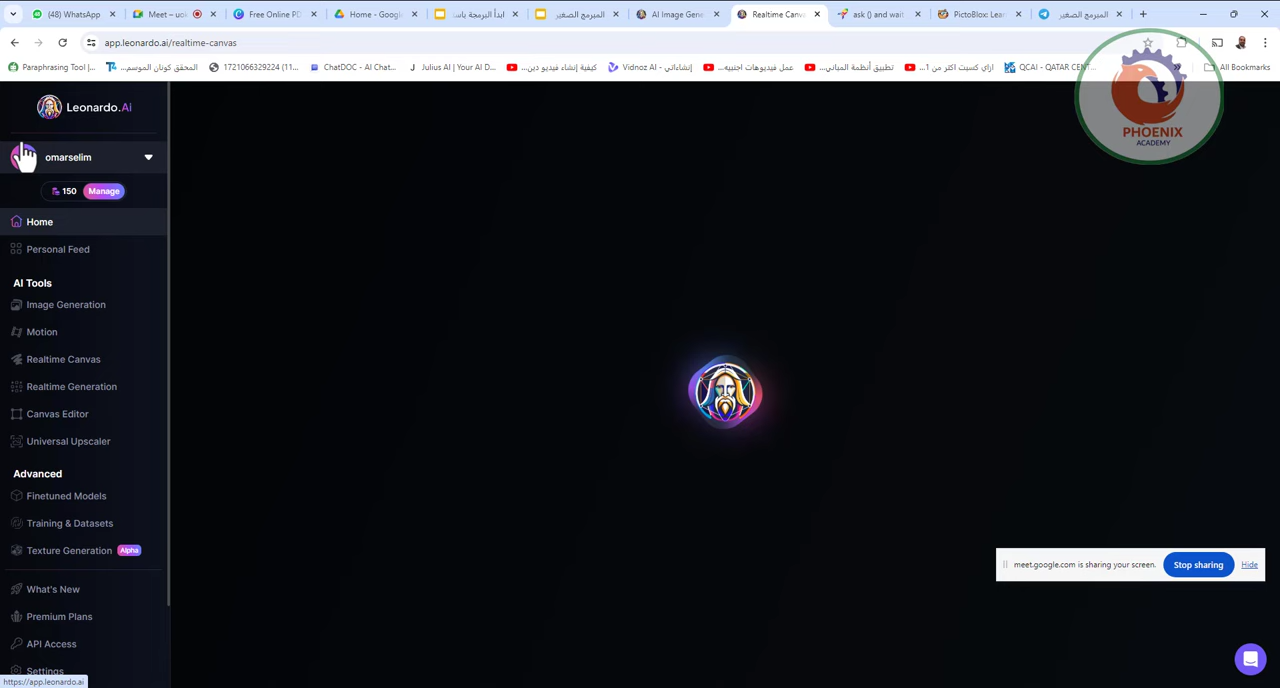 (48) WhatsApp
Meet – uok
Free Online PD
Home - Google
ابدأ البرمجة باس
المبرمج الصغير
AI Image Gene
Realtime Canva
ask () and wait
PictoBlox: Lear
المبرمج الصغير
app.leonardo.ai/realtime-canvas
Paraphrasing Tool |...
المحقق كونان الموسم...
1721066329224 (11...
ChatDOC - AI Chat...
Julius AI | Your AI D...
كيفية إنشاء فيديو دين...
إنشاءاتي - Vidnoz AI
عمل فيديوهات اجنبيه...
تطبيق أنظمة المباني...
ازاي كسبت اكتر من 1...
QCAI - QATAR CENT...
All Bookmarks
PHOENIX
ACADEMY
Leonardo.Ai
omarselim
150 Manage
Home
Personal Feed
AI Tools
Image Generation
Motion
Realtime Canvas
Realtime Generation
Canvas Editor
Universal Upscaler
Advanced
Finetuned Models
Training & Datasets
Texture Generation Alpha
meet.google.com is sharing your screen. Stop sharing Hide
What's New
Premium Plans
API Access
Settings
https://app.leonardo.ai